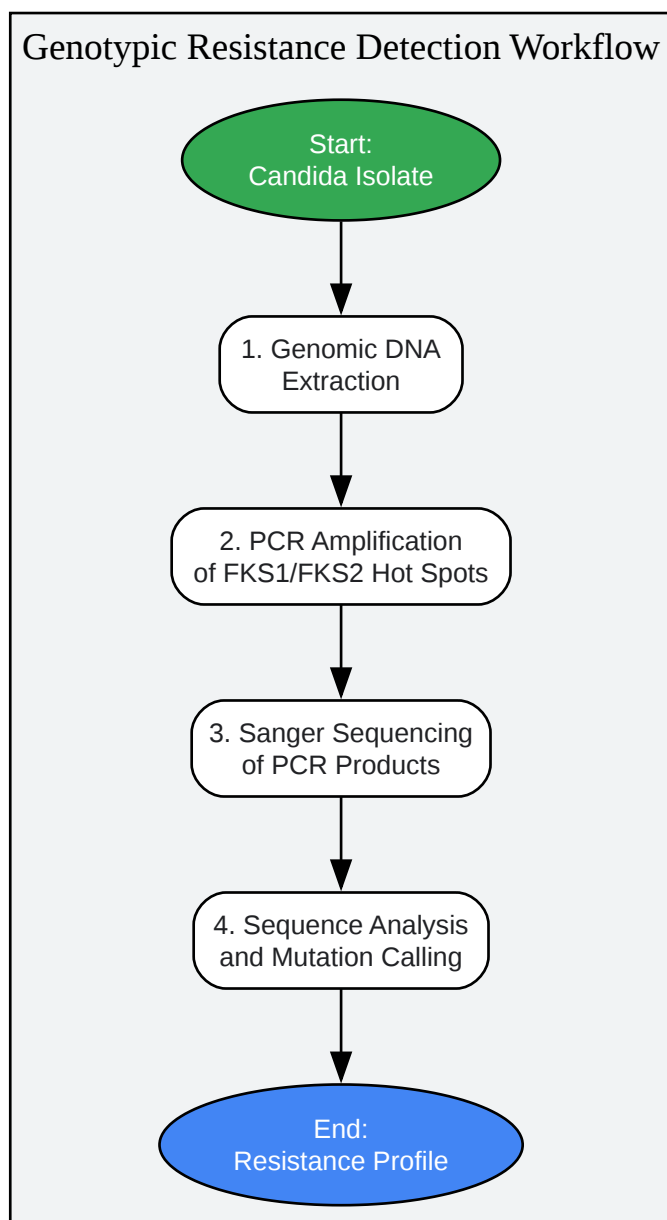 Genotypic Resistance Detection Workflow
Start:
Candida Isolate
1. Genomic DNA
Extraction
2. PCR Amplification
of FKS1/FKS2 Hot Spots
3. Sanger Sequencing
of PCR Products
4. Sequence Analysis
and Mutation Calling
End:
Resistance Profile